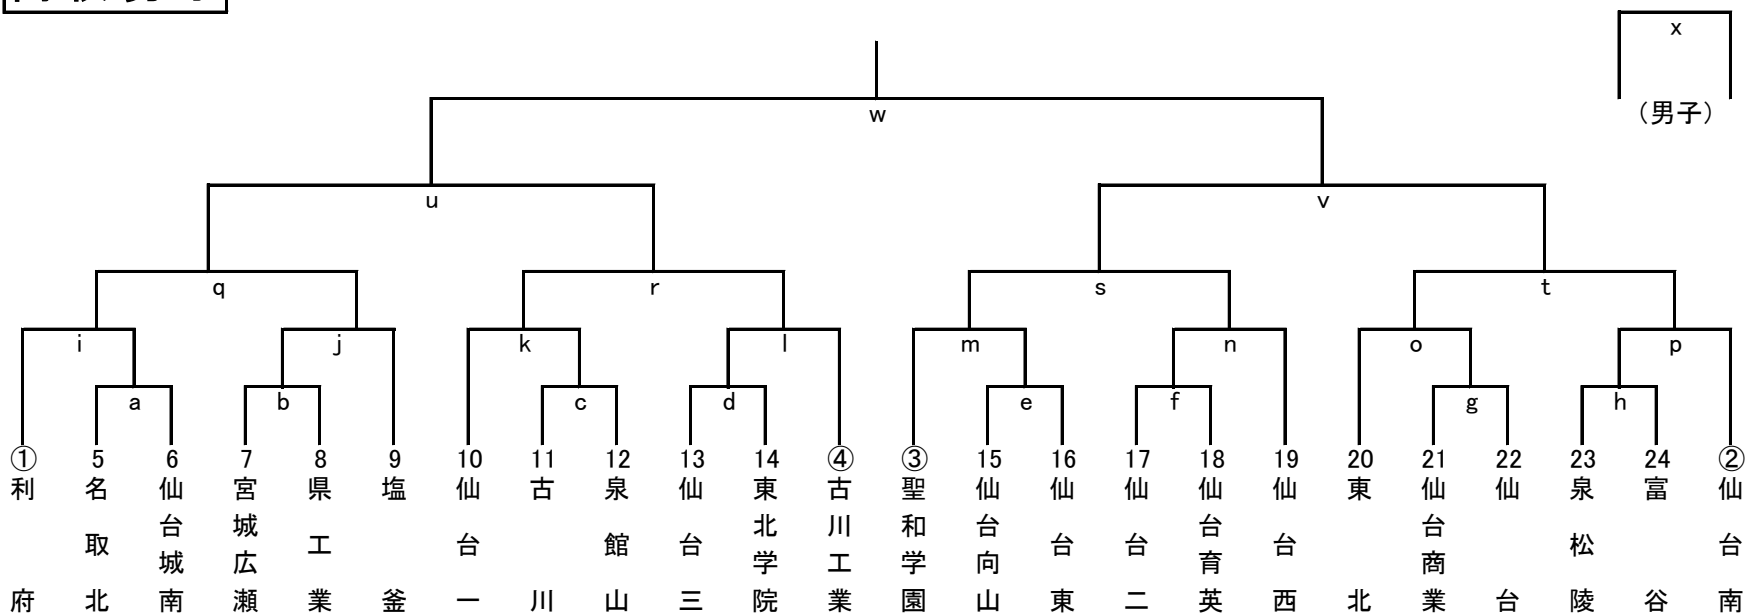 x
(男子)
w
u
v
q
r
s
t
i
j
k
l
m
n
o
p
a
b
c
d
e
f
g
h
① 5 6 7 8 9 10 11 12 13 14 ④ ③ 15 16 17 18 19 20 21 22 23 24 ②
利府
名取北
仙台城南
宮城広瀬
県工業
塩釜
仙台一
古川
泉館山
仙台三
東北学院
古川工業
聖和学園
仙台向山
仙台東
仙台二
仙台育英
仙台西
東北
仙台商業
仙台
泉松陵
富谷
仙台南